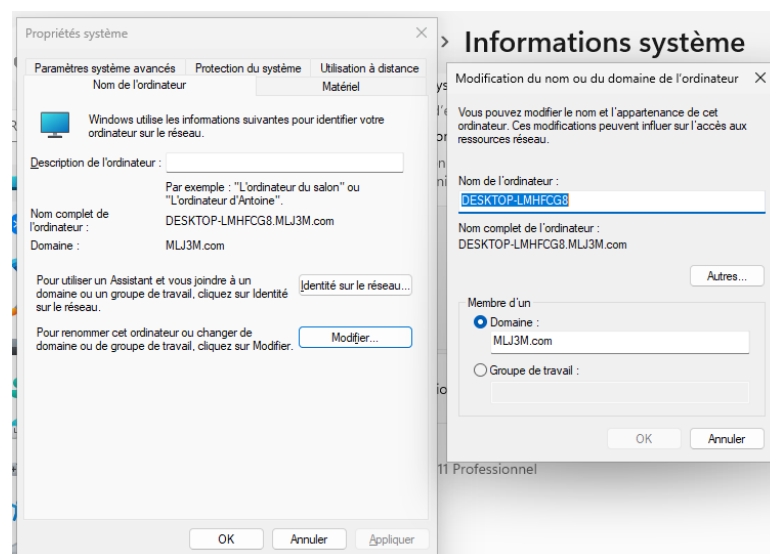 Propriétés système
Paramètres système avancés
Protection du système
Utilisation à distance
Nom de l'ordinateur
Matériel
Windows utilise les informations suivantes pour identifier votre
ordinateur sur le réseau.
Description de l'ordinateur :
Par exemple : "L'ordinateur du salon" ou
"L'ordinateur d'Antoine".
Nom complet de
l'ordinateur :
DESKTOP-LMHFCG8.MLJ3M.com
Domaine :
MLJ3M.com
Pour utiliser un Assistant et vous joindre à un
domaine ou un groupe de travail, cliquez sur Identité
sur le réseau.
Identité sur le réseau...
Pour renommer cet ordinateur ou changer de
domaine ou de groupe de travail, cliquez sur Modifier.
Modifier...
OK
Annuler
Appliquer
Informations système
Modification du nom ou du domaine de l'ordinateur
Vous pouvez modifier le nom et l'appartenance de cet
ordinateur. Ces modifications peuvent influer sur l'accès aux
ressources réseau.
Nom de l'ordinateur :
DESKTOP-LMHFCG8
Nom complet de l'ordinateur :
DESKTOP-LMHFCG8.MLJ3M.com
Autres...
Membre d'un
Domaine :
MLJ3M.com
Groupe de travail :
OK
Annuler
11 Professionnel